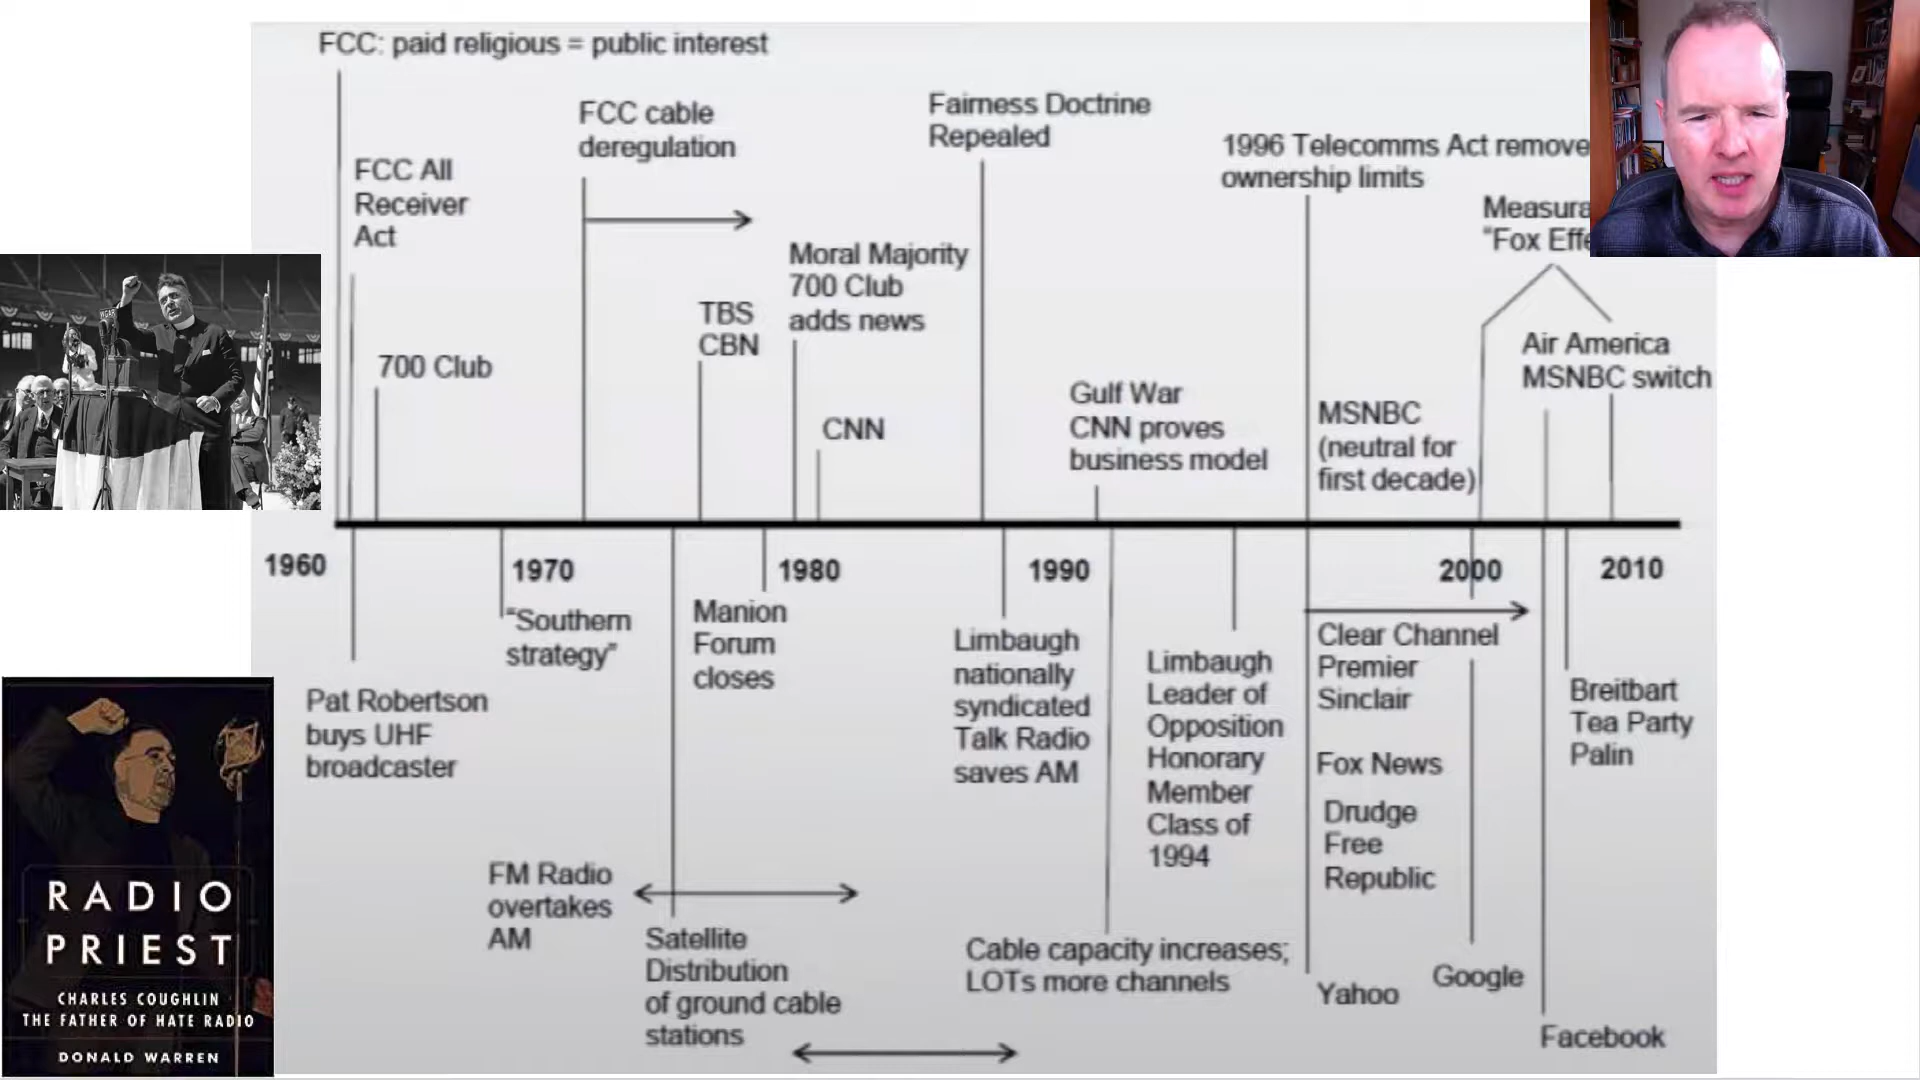 FCC: paid religious = public interest
FCC cable
deregulation
Fairness Doctrine
Repealed
1996 Telecomms Act remove
ownership limits
FCC All
Receiver
Act
Measura
"Fox Effe
Moral Majority
700 Club
adds news
TBS
CBN
Air America
MSNBC switch
700 Club
CNN
Gulf War
CNN proves
business model
MSNBC
(neutral for
first decade)
1960
1970
1980
1990
2000
2010
"Southern
strategy"
Manion
Forum
closes
Limbaugh
nationally
syndicated
Talk Radio
saves AM
Limbaugh
Leader of
Opposition
Honorary
Member
Class of
1994
Clear Channel
Premier
Sinclair
Fox News
Drudge
Free
Republic
Breitbart
Tea Party
Palin
Pat Robertson
buys UHF
broadcaster
FM Radio
overtakes
AM
Satellite
Distribution
of ground cable
stations
Cable capacity increases;
LOTs more channels
Yahoo
Google
Facebook
RADIO
PRIEST
CHARLES COUGHLIN
THE FATHER OF HATE RADIO
DONALD WARREN